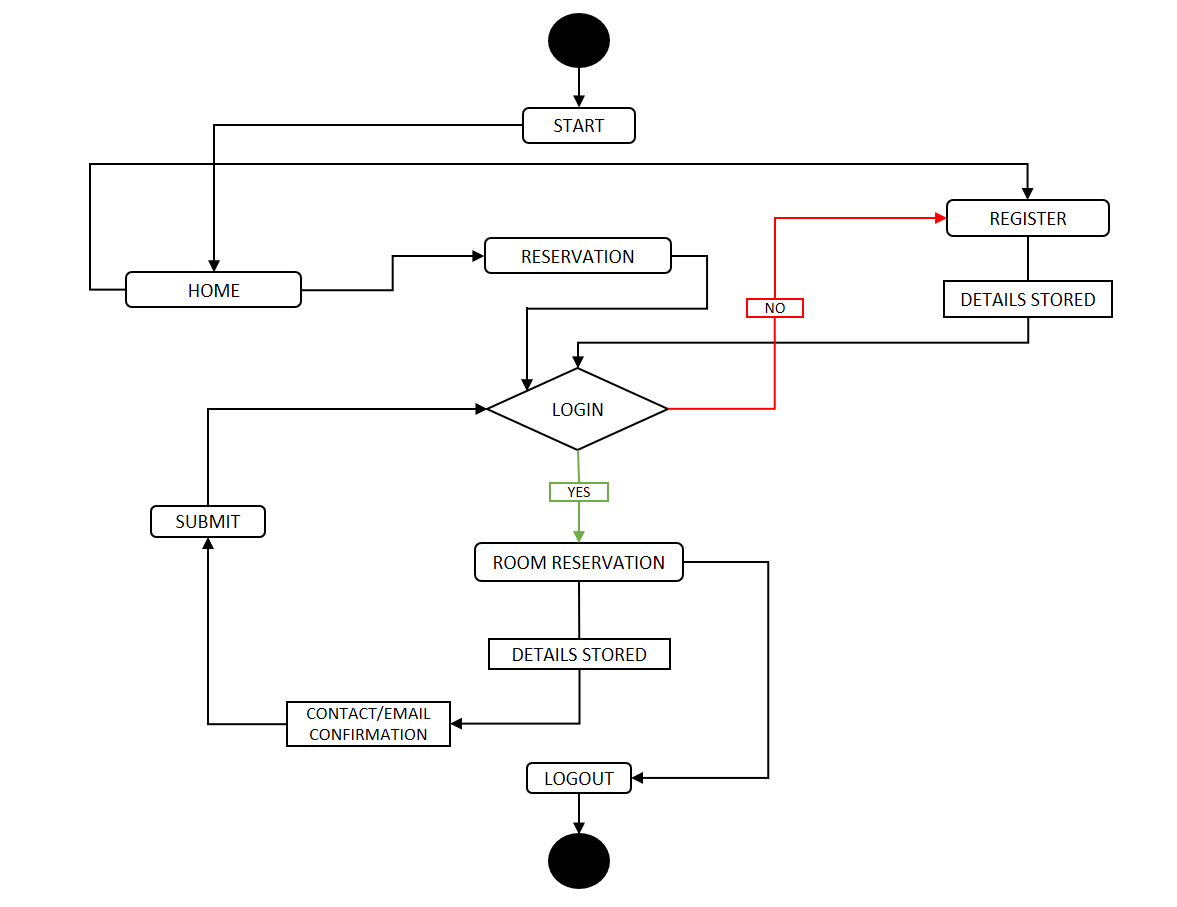 START
REGISTER
RESERVATION
HOME
DETAILS STORED
NO
LOGIN
YES
SUBMIT
ROOM RESERVATION
DETAILS STORED
CONTACT/EMAIL
CONFIRMATION
LOGOUT